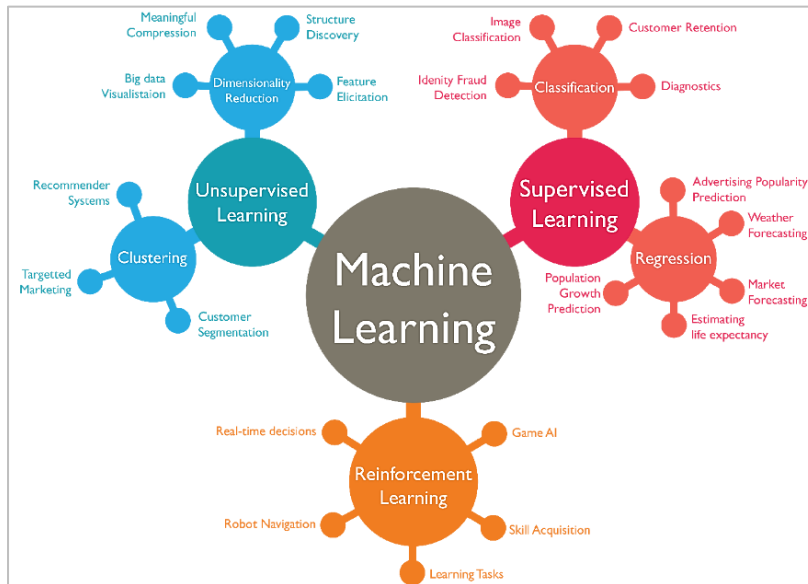 Meaningful
Compression
Structure
Discovery
Big data
Visualistaion
Dimensionality
Reduction
Feature
Elicitation
Unsupervised
Learning
Recommender
Systems
Clustering
Targetted
Marketing
Customer
Segmentation
Machine
Learning
Image
Classification
Customer Retention
Idenity Fraud
Detection
Classification
Diagnostics
Supervised
Learning
Advertising Popularity
Prediction
Weather
Forecasting
Regression
Population
Growth
Prediction
Market
Forecasting
Estimating
life expectancy
Real-time decisions
Game AI
Reinforcement
Learning
Robot Navigation
Skill Acquisition
Learning Tasks